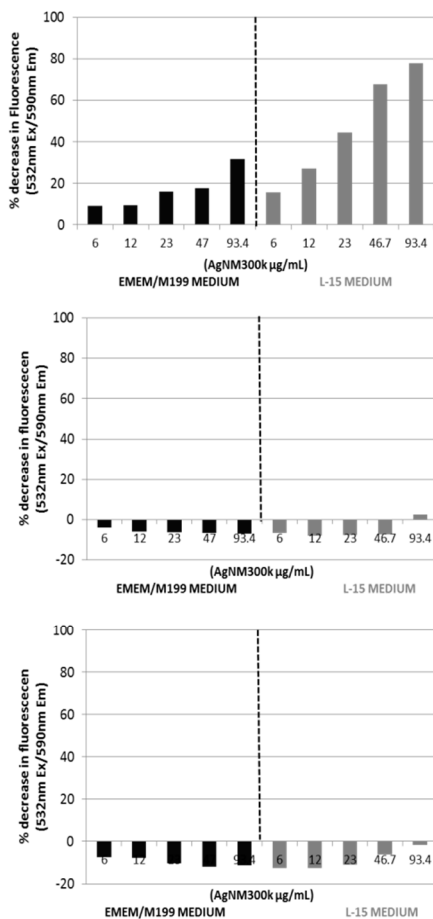 % decrease in Fluorescence
(532nm Ex/590nm Em)
100
80
60
40
20
0
6 12 23 47 93.4 6 12 23 46.7 93.4
(AgNM300k µg/mL)
EMEM/M199 MEDIUM L-15 MEDIUM
% decrease in fluorescecen
(532nm Ex/590nm Em)
100
80
60
40
20
0
-20
6 12 23 47 93.4 6 12 23 46.7 93.4
(AgNM300k µg/mL)
EMEM/M199 MEDIUM L-15 MEDIUM
% decrease in fluorescecen
(532nm Ex/590nm Em)
100
80
60
40
20
0
-20
6 12 93.4 6 12 23 46.7 93.4
(AgNM300k µg/mL)
EMEM/M199 MEDIUM L-15 MEDIUM